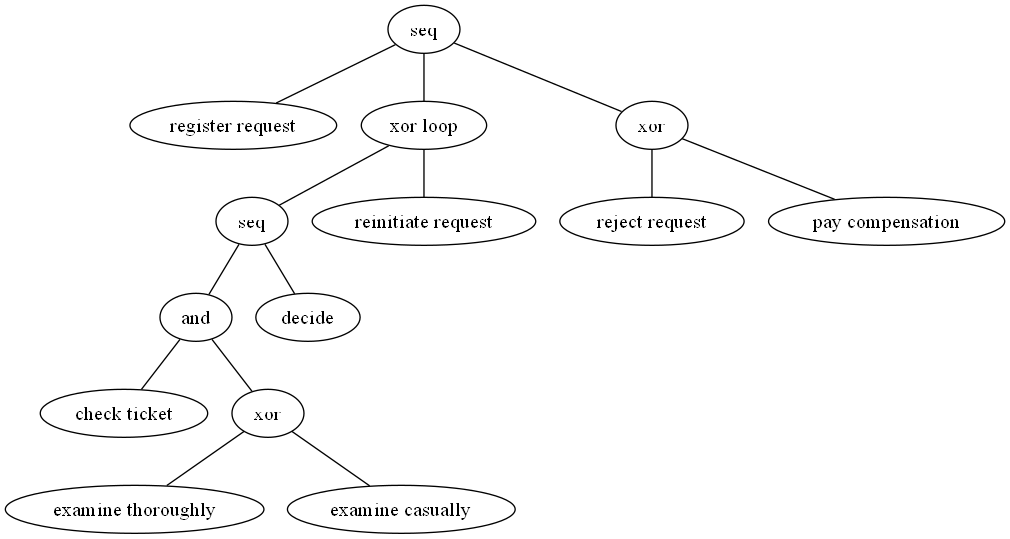 seq
register request
xor loop
xor
seq
reinitiate request
reject request
pay compensation
and
decide
check ticket
xor
examine thoroughly
examine casually